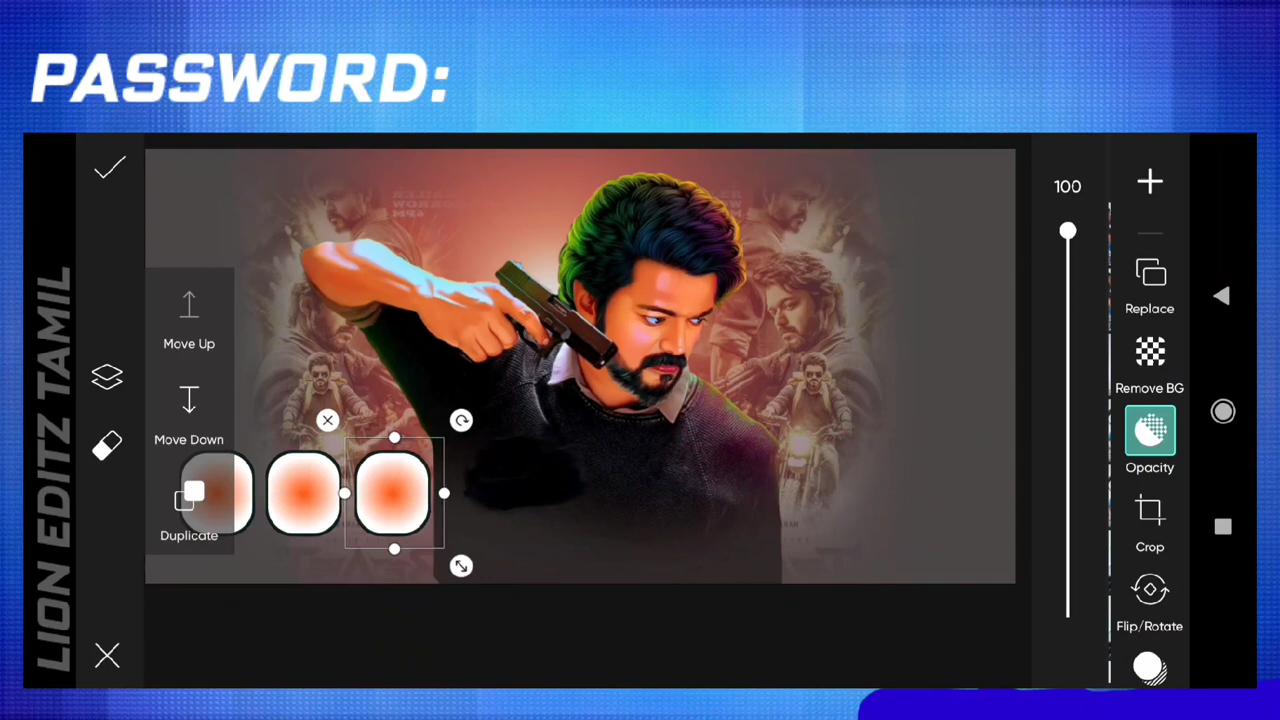 PASSWORD:
LION EDITZ TAMIL
Move Up
Move Down
Duplicate
100
Replace
Remove BG
Opacity
Crop
Flip/Rotate